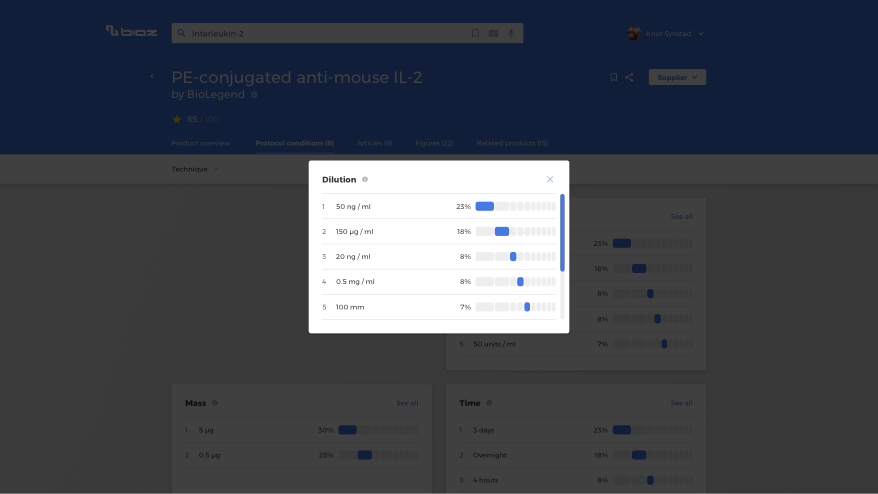 bioz
Interleukin-2
Knut Synstad
PE-conjugated anti-mouse IL-2
by BioLegend
Supplier
85 / 100
Product overview
Protocol conditions (9)
Figures (22)
Related products (13)
Technique
Dilution
1 50 ng / ml 23%
2 150 µg / ml 18%
3 20 ng / ml 8%
4 0.5 mg / ml 8%
5 100 mm 7%
See all
23%
18%
8%
8%
5 50 units / ml 7%
Mass
See all
1 5 µg 30%
2 0.5 µg 25%
Time
See all
1 3 days 23%
2 Overnight 18%
3 4 hours 8%